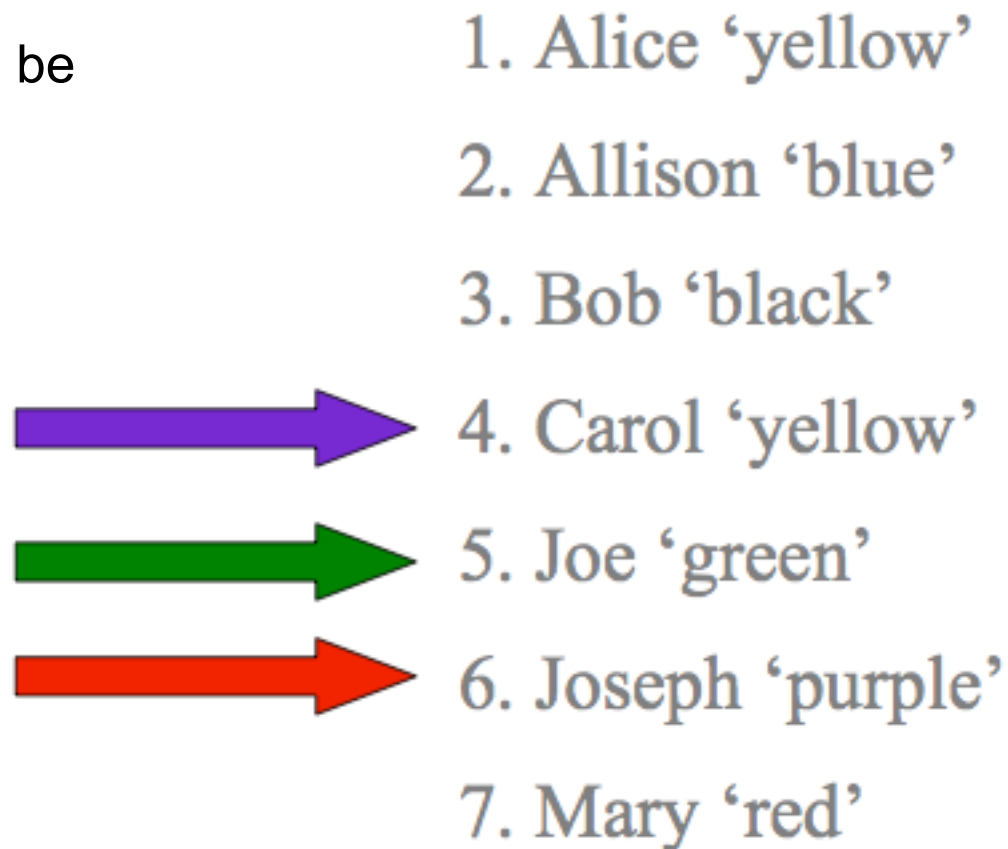 be
1. Alice ‘yellow’
2. Allison ‘blue’
3. Bob ‘black’
4. Carol ‘yellow’
5. Joe ‘green’
6. Joseph ‘purple’
7. Mary ‘red’